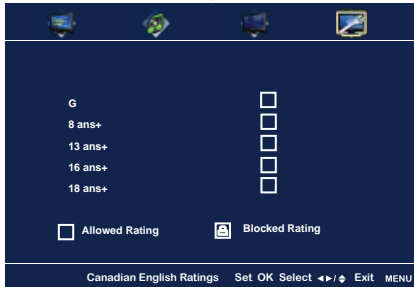 G
8 ans+
13 ans+
16 ans+
18 ans+
Allowed Rating Blocked Rating
Canadian English Ratings Set OK Select ◄►/◆ Exit MENU